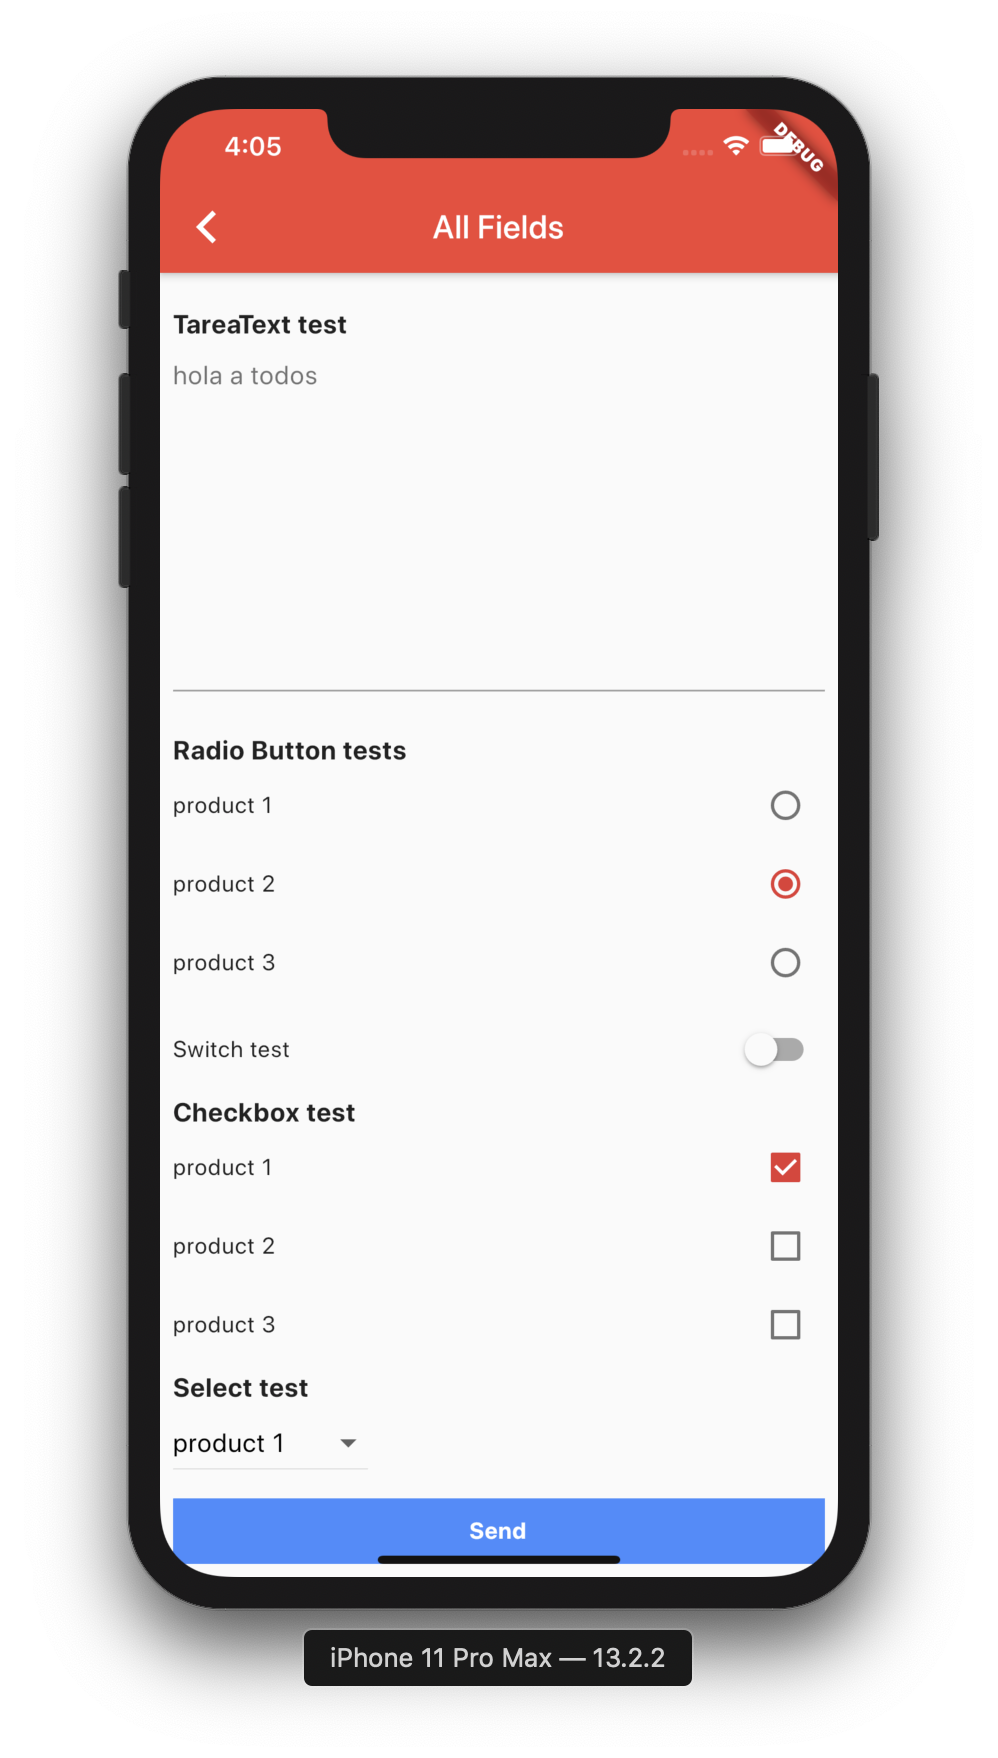 4:05
DEBUG
All Fields
TareaText test
hola a todos
Radio Button tests
product 1
product 2
product 3
Switch test
Checkbox test
product 1
product 2
product 3
Select test
product 1
Send
iPhone 11 Pro Max — 13.2.2